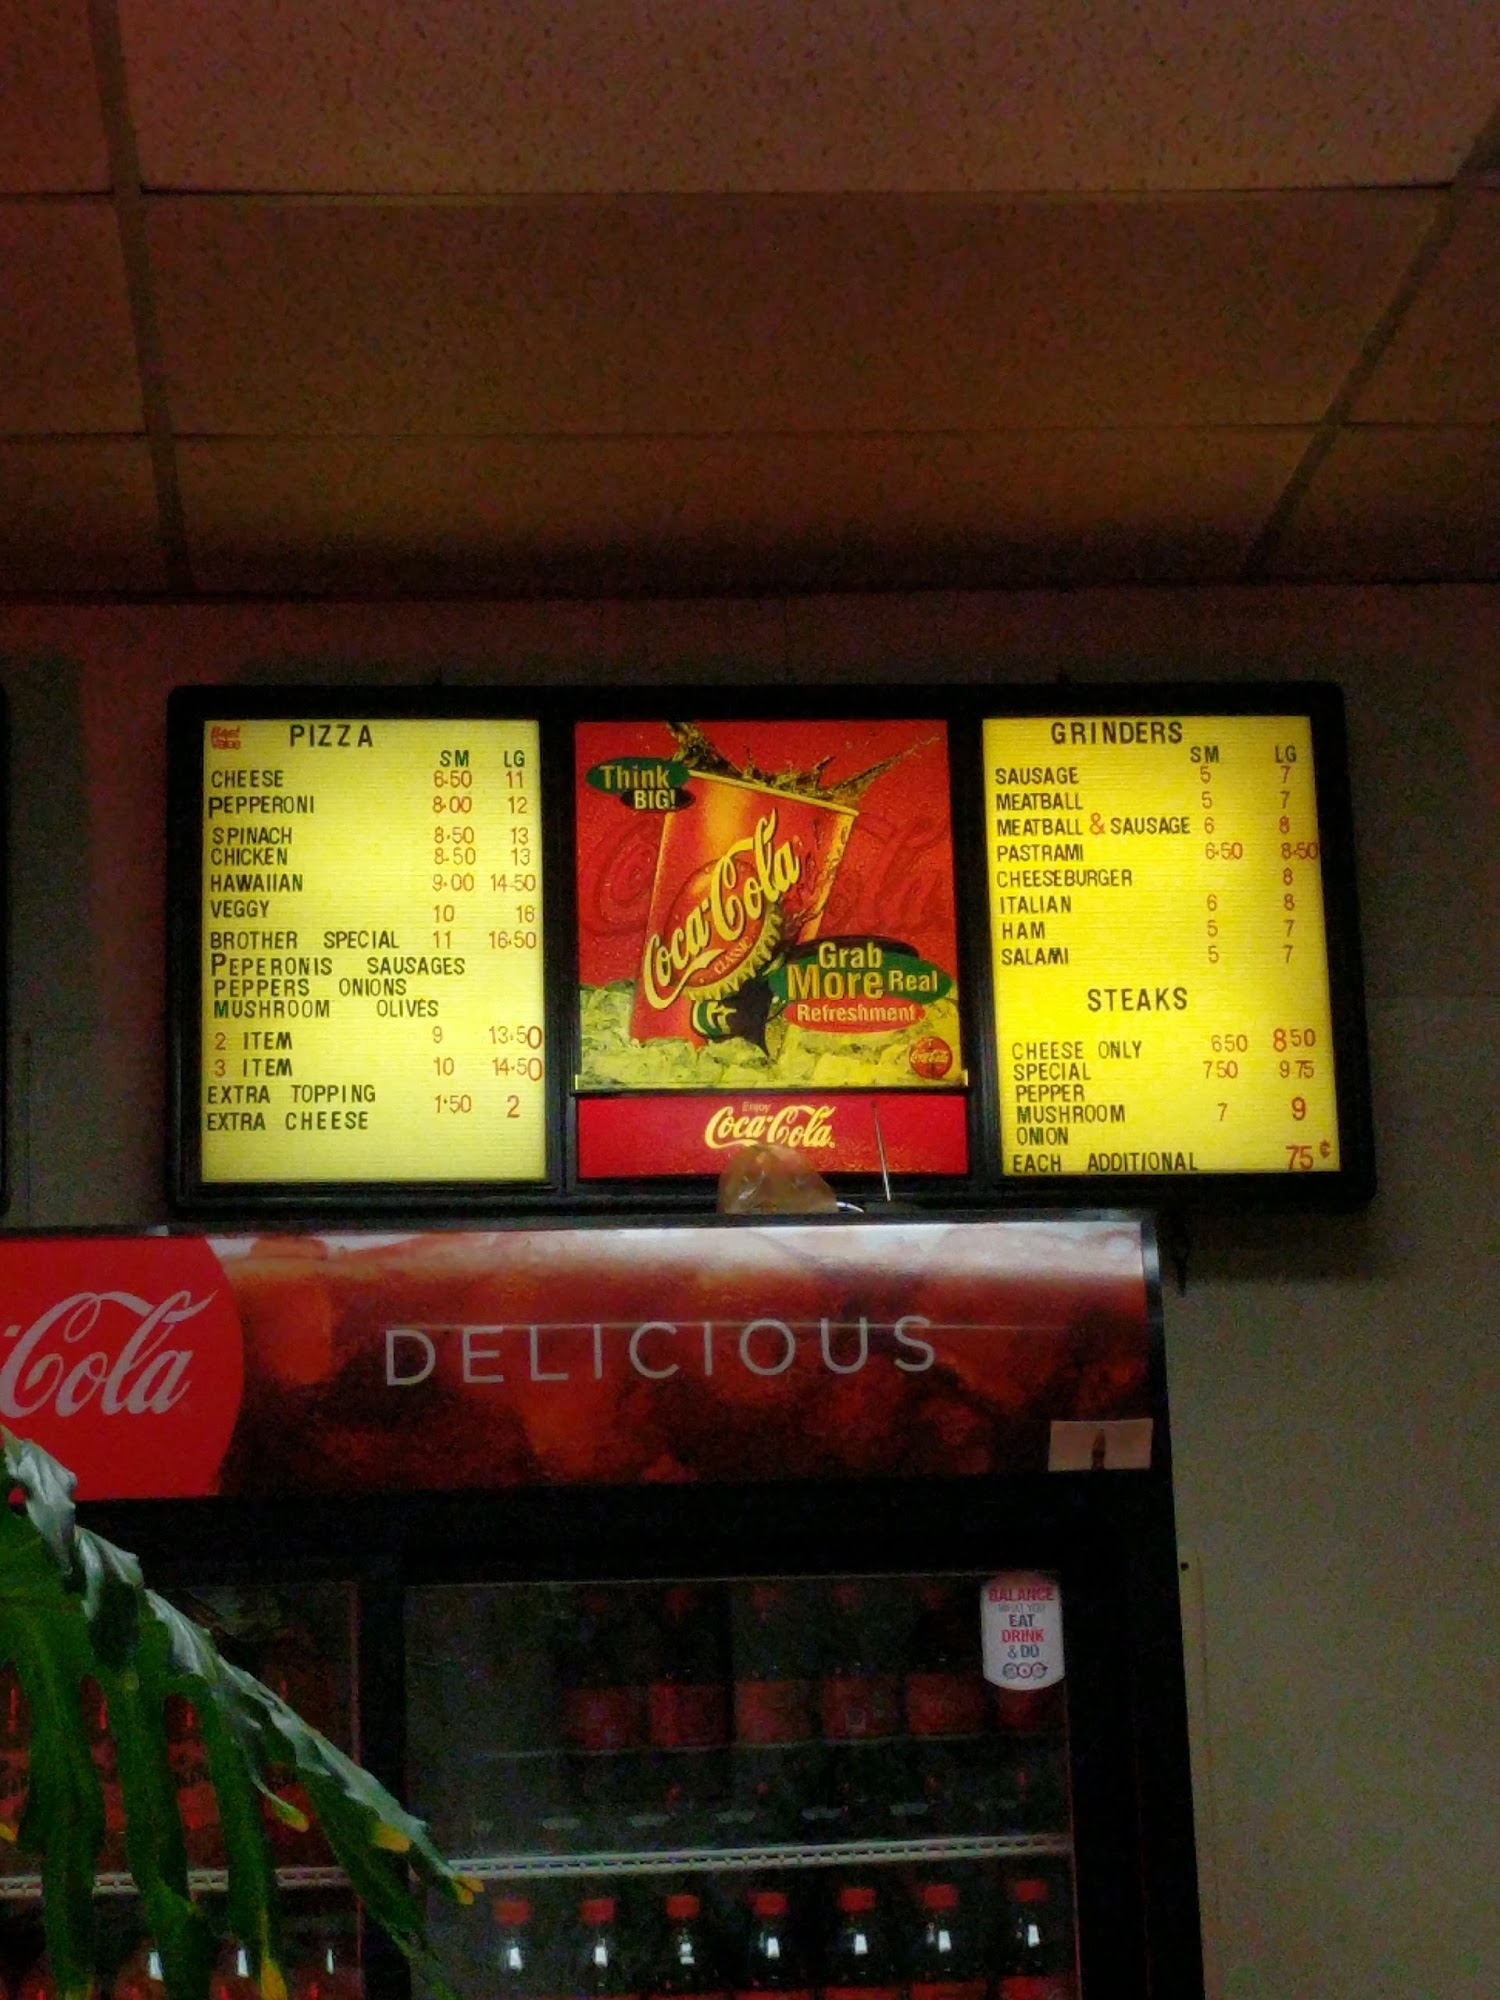 Best Value
PIZZA
SM LG
CHEESE 6.50 11
PEPPERONI 8.00 12
SPINACH 8.50 13
CHICKEN 8.50 13
HAWAIIAN 9.00 14.50
VEGGY 10 16
BROTHER SPECIAL 11 16.50
PEPERONIS SAUSAGES
PEPPERS ONIONS
MUSHROOM OLIVES
2 ITEM 9 13.50
3 ITEM 10 14.50
EXTRA TOPPING
1.50 2
EXTRA CHEESE
Think
BIG!
Coca-Cola
CLASSIC
Grab
More Real
Refreshment
Coca-Cola
Enjoy
Coca-Cola
GRINDERS
SM LG
SAUSAGE 5 7
MEATBALL 5 7
MEATBALL & SAUSAGE 6 8
PASTRAMI 6.50 8.50
CHEESEBURGER 8
ITALIAN 6 8
HAM 5 7
SALAMI 5 7
STEAKS
CHEESE ONLY 650 850
SPECIAL 750 975
PEPPER
MUSHROOM 7 9
ONION
EACH ADDITIONAL 75¢
Cola
DELICIOUS
BALANCE
WHAT YOU
EAT
DRINK
& DO